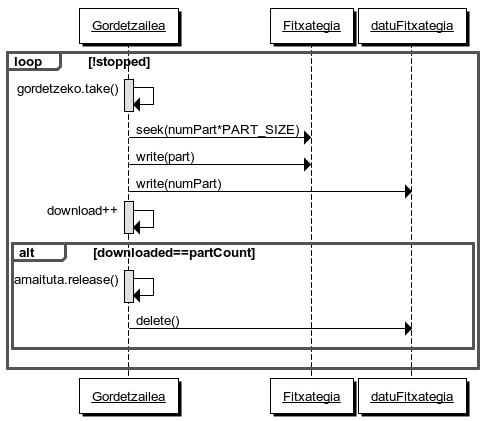 Gordetzailea Fitxategia datuFitxategia
loop [!stopped]
gordetzeko.take()
seek(numPart*PART_SIZE)
write(part)
write(numPart)
download++
alt [downloaded==partCount]
amaituta.release()
delete()
Gordetzailea Fitxategia datuFitxategia